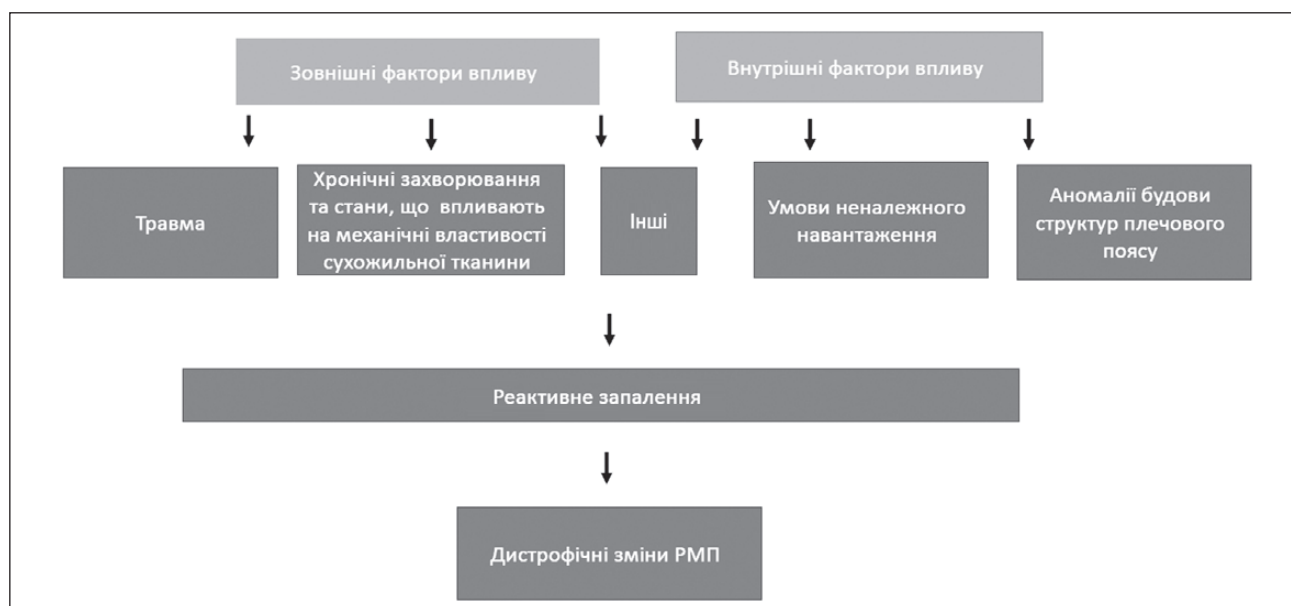 Зовнішні фактори впливу
Внутрішні фактори впливу
Травма
Хронічні захворювання
та стани, що впливають
на механічні властивості
сухожильної тканини
Інші
Умови неналежного
навантаження
Аномалії будови
структур плечового
поясу
Реактивне запалення
Дистрофічні зміни РМП